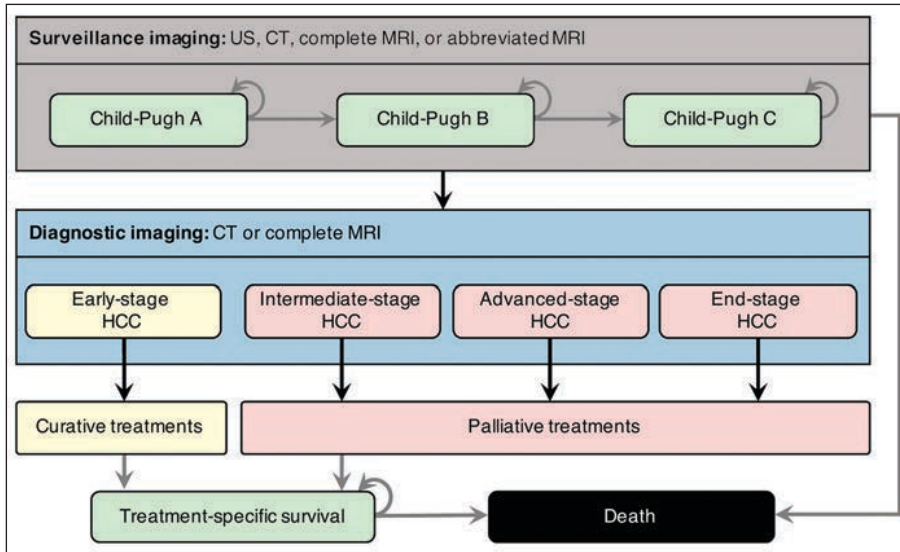 Surveillance imaging: US, CT, complete MRI, or abbreviated MRI
Child-Pugh A
Child-Pugh B
Child-Pugh C
Diagnostic imaging: CT or complete MRI
Early-stage
HCC
Intermediate-stage
HCC
Advanced-stage
HCC
End-stage
HCC
Curative treatments
Palliative treatments
Treatment-specific survival
Death